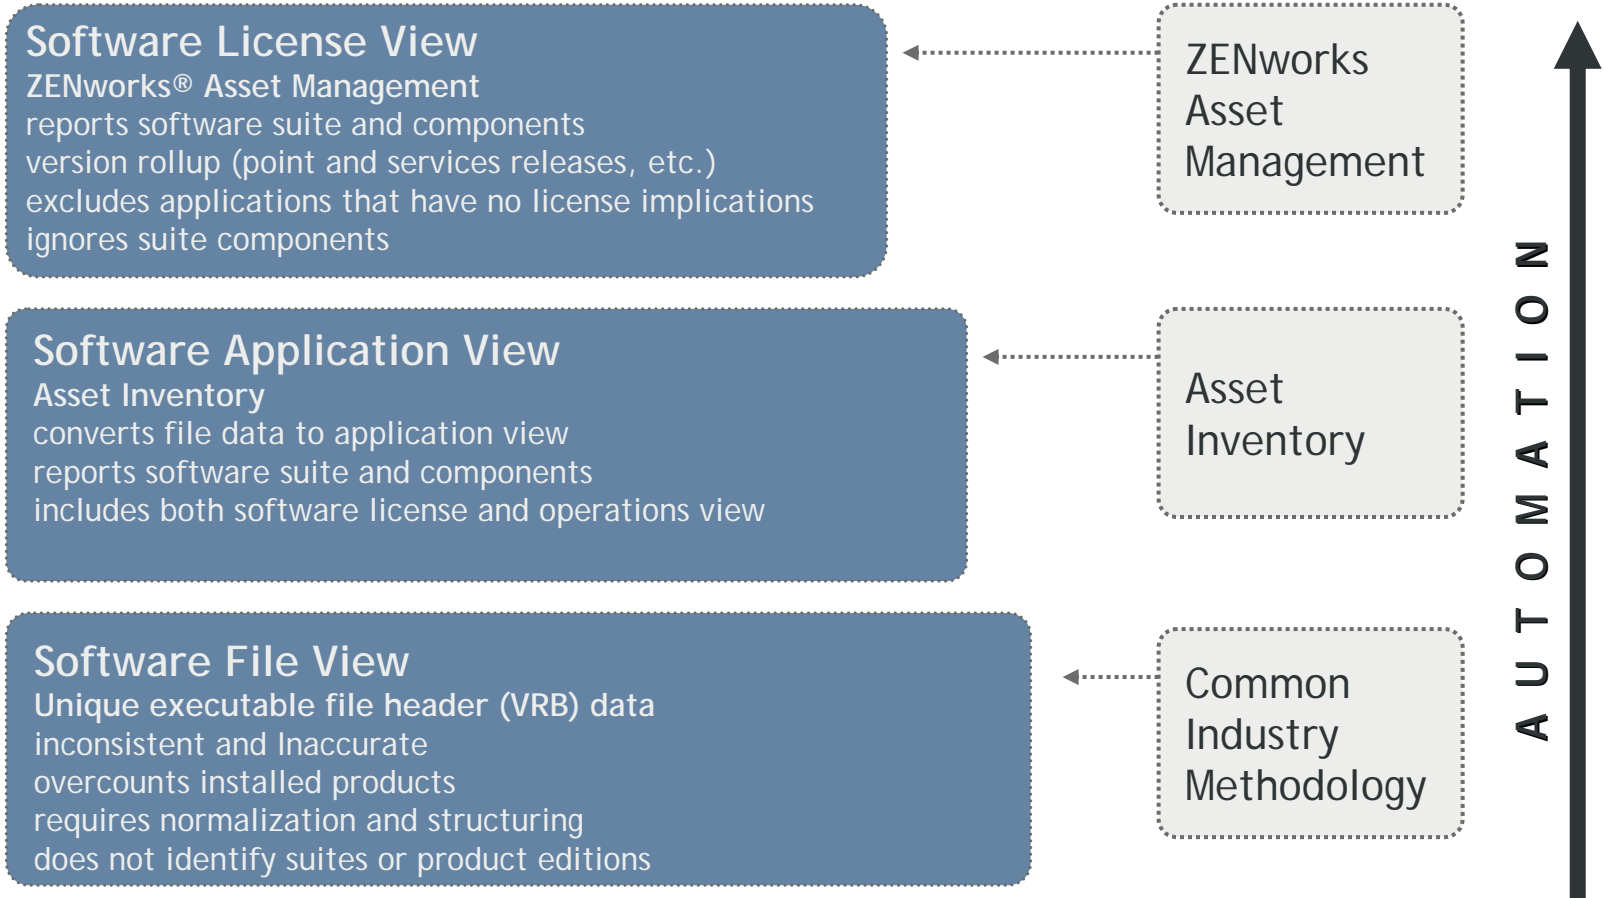 Software License View
ZENworks® Asset Management
reports software suite and components
version rollup (point and services releases, etc.)
excludes applications that have no license implications
ignores suite components
ZENworks
Asset
Management
Software Application View
Asset Inventory
converts file data to application view
reports software suite and components
includes both software license and operations view
Asset
Inventory
Software File View
Unique executable file header (VRB) data
inconsistent and Inaccurate
overcounts installed products
requires normalization and structuring
does not identify suites or product editions
Common
Industry
Methodology
AUTOMATION